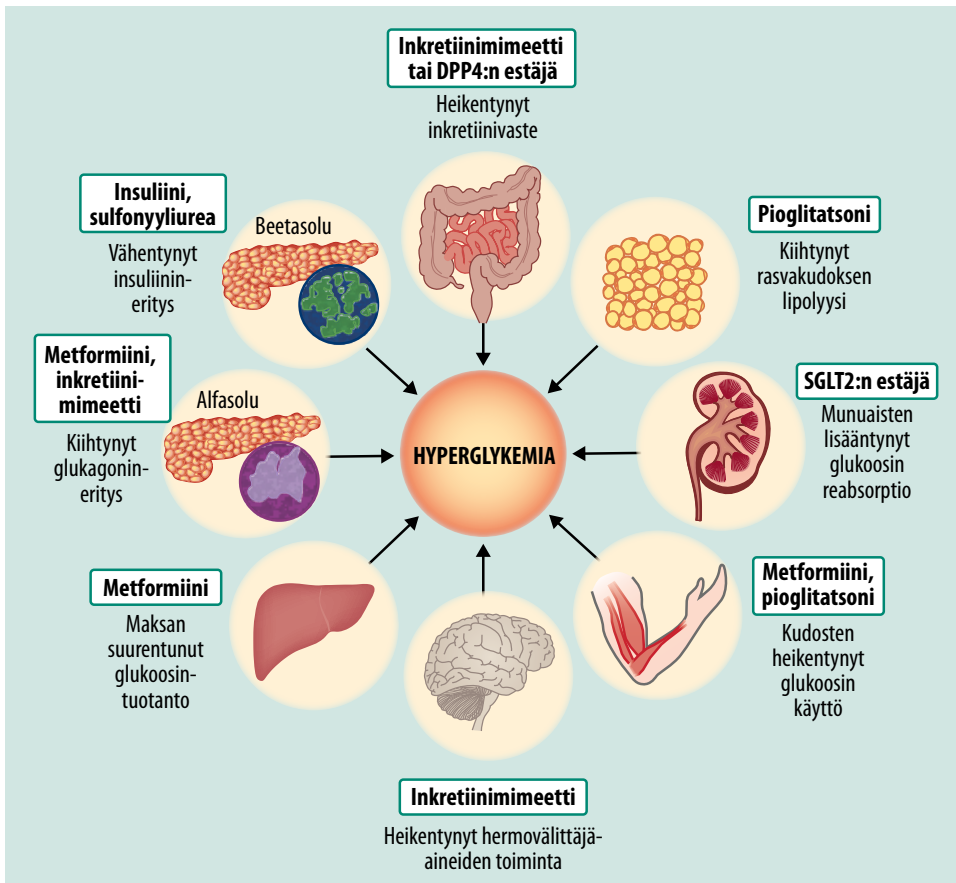 Inkretiinimimeetti
tai DPP4:n estäjä
Heikentynyt
inkretiinivaste
Insuliini,
sulfonyyliurea
Vähentynyt
insuliinin-
eritys
Beetasolu
Pioglitatsoni
Kiihtynyt
rasvakudoksen
lipolyysi
Metformiini,
inkretiini-
mimeetti
Kiihtynyt
glukagonin-
eritys
Alfasolu
HYPERGLYKEMIA
SGLT2:n estäjä
Munuaisten
lisääntynyt
glukoosin
reabsorptio
Metformiini
Maksan
suurentunut
glukoosin-
tuotanto
Metformiini,
pioglitatsoni
Kudosten
heikentynyt
glukoosin
käyttö
Inkretiinimimeetti
Heikentynyt hermovälittäjä-
aineiden toiminta